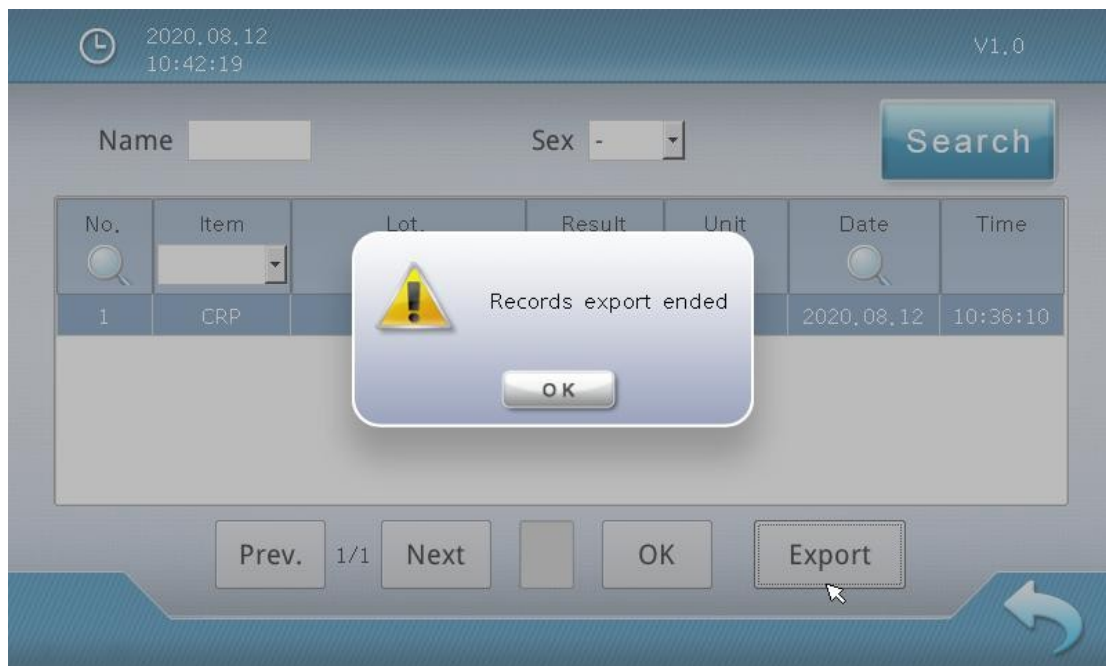 2020.08.12
10:42:19
V1.0
Name
Sex -
Search
No. Item Lot. Result Unit Date Time
1 CRP 2020.08.12 10:36:10
Records export ended
OK
Prev. 1/1 Next OK Export